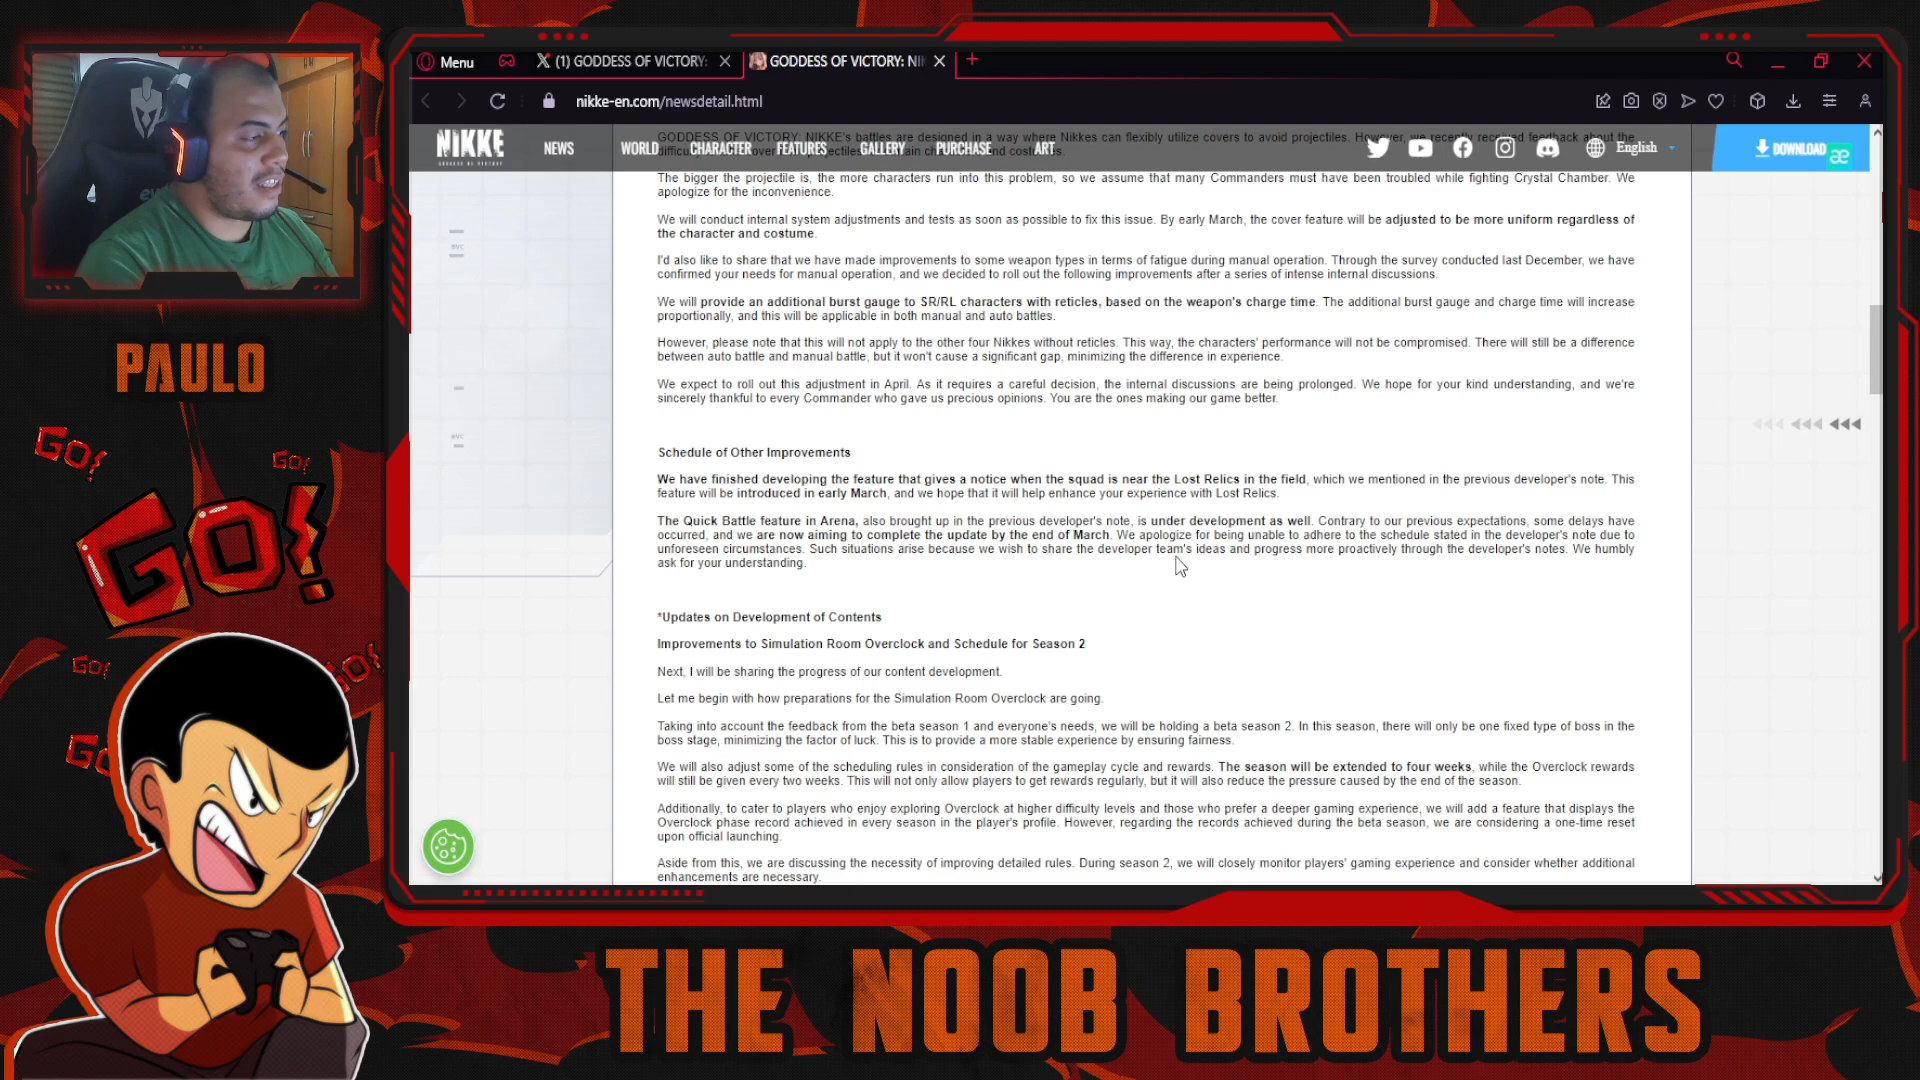 Menu
(1) GODDESS OF VICTORY:
GODDESS OF VICTORY: NI
nikke-en.com/newsdetail.html
GODDESS OF VICTORY: NIKKE's battles are designed in a way where Nikkes can flexibly utilize covers to avoid projectiles. However, we recently received feedback about the
NIKKE
NEWS
WORLD
CHARACTER
FEATURES
GALLERY
PURCHASE
ART
English
DOWNLOAD
The bigger the projectile is, the more characters run into this problem, so we assume that many Commanders must have been troubled while fighting Crystal Chamber. We
apologize for the inconvenience.
We will conduct internal system adjustments and tests as soon as possible to fix this issue. By early March, the cover feature will be adjusted to be more uniform regardless of
the character and costume.
I'd also like to share that we have made improvements to some weapon types in terms of fatigue during manual operation. Through the survey conducted last December, we have
confirmed your needs for manual operation, and we decided to roll out the following improvements after a series of intense internal discussions.
We will provide an additional burst gauge to SR/RL characters with reticles, based on the weapon's charge time. The additional burst gauge and charge time will increase
proportionally, and this will be applicable in both manual and auto battles.
However, please note that this will not apply to the other four Nikkes without reticles. This way, the characters' performance will not be compromised. There will still be a difference
between auto battle and manual battle, but it won't cause a significant gap, minimizing the difference in experience.
We expect to roll out this adjustment in April. As it requires a careful decision, the internal discussions are being prolonged. We hope for your kind understanding, and we're
sincerely thankful to every Commander who gave us precious opinions. You are the ones making our game better.
Schedule of Other Improvements
We have finished developing the feature that gives a notice when the squad is near the Lost Relics in the field, which we mentioned in the previous developer's note. This
feature will be introduced in early March, and we hope that it will help enhance your experience with Lost Relics.
The Quick Battle feature in Arena, also brought up in the previous developer's note, is under development as well. Contrary to our previous expectations, some delays have
occurred, and we are now aiming to complete the update by the end of March. We apologize for being unable to adhere to the schedule stated in the developer's note due to
unforeseen circumstances. Such situations arise because we wish to share the developer team's ideas and progress more proactively through the developer's notes. We humbly
ask for your understanding.
*Updates on Development of Contents
Improvements to Simulation Room Overclock and Schedule for Season 2
Next, I will be sharing the progress of our content development.
Let me begin with how preparations for the Simulation Room Overclock are going.
Taking into account the feedback from the beta season 1 and everyone's needs, we will be holding a beta season 2. In this season, there will only be one fixed type of boss in the
boss stage, minimizing the factor of luck. This is to provide a more stable experience by ensuring fairness.
We will also adjust some of the scheduling rules in consideration of the gameplay cycle and rewards. The season will be extended to four weeks, while the Overclock rewards
will still be given every two weeks. This will not only allow players to get rewards regularly, but it will also reduce the pressure caused by the end of the season.
Additionally, to cater to players who enjoy exploring Overclock at higher difficulty levels and those who prefer a deeper gaming experience, we will add a feature that displays the
Overclock phase record achieved in every season in the player's profile. However, regarding the records achieved during the beta season, we are considering a one-time reset
upon official launching.
Aside from this, we are discussing the necessity of improving detailed rules. During season 2, we will closely monitor players' gaming experience and consider whether additional
enhancements are necessary.
PAULO
GO!
GO!
GO!
GO!
GO!
GO
THE NOOB BROTHERS